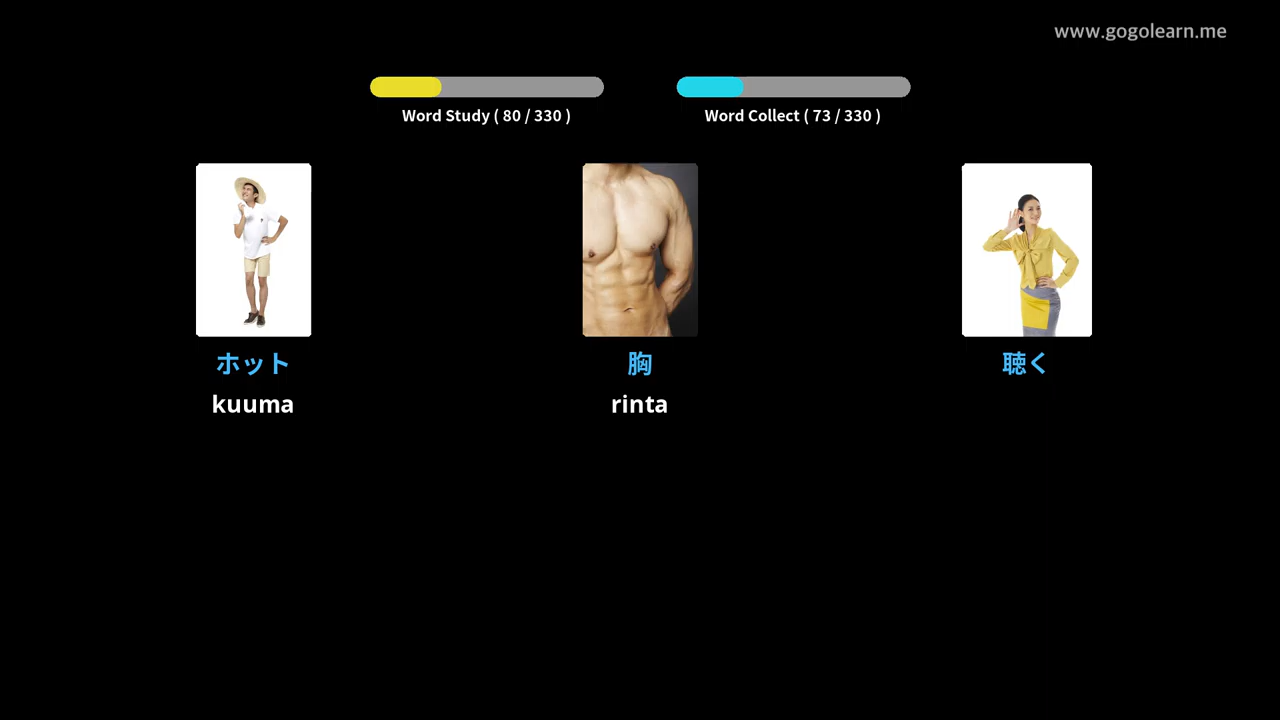 www.gogolearn.me
Word Study ( 80 / 330 )
Word Collect ( 73 / 330 )
ホット
胸
聴く
kuuma
rinta